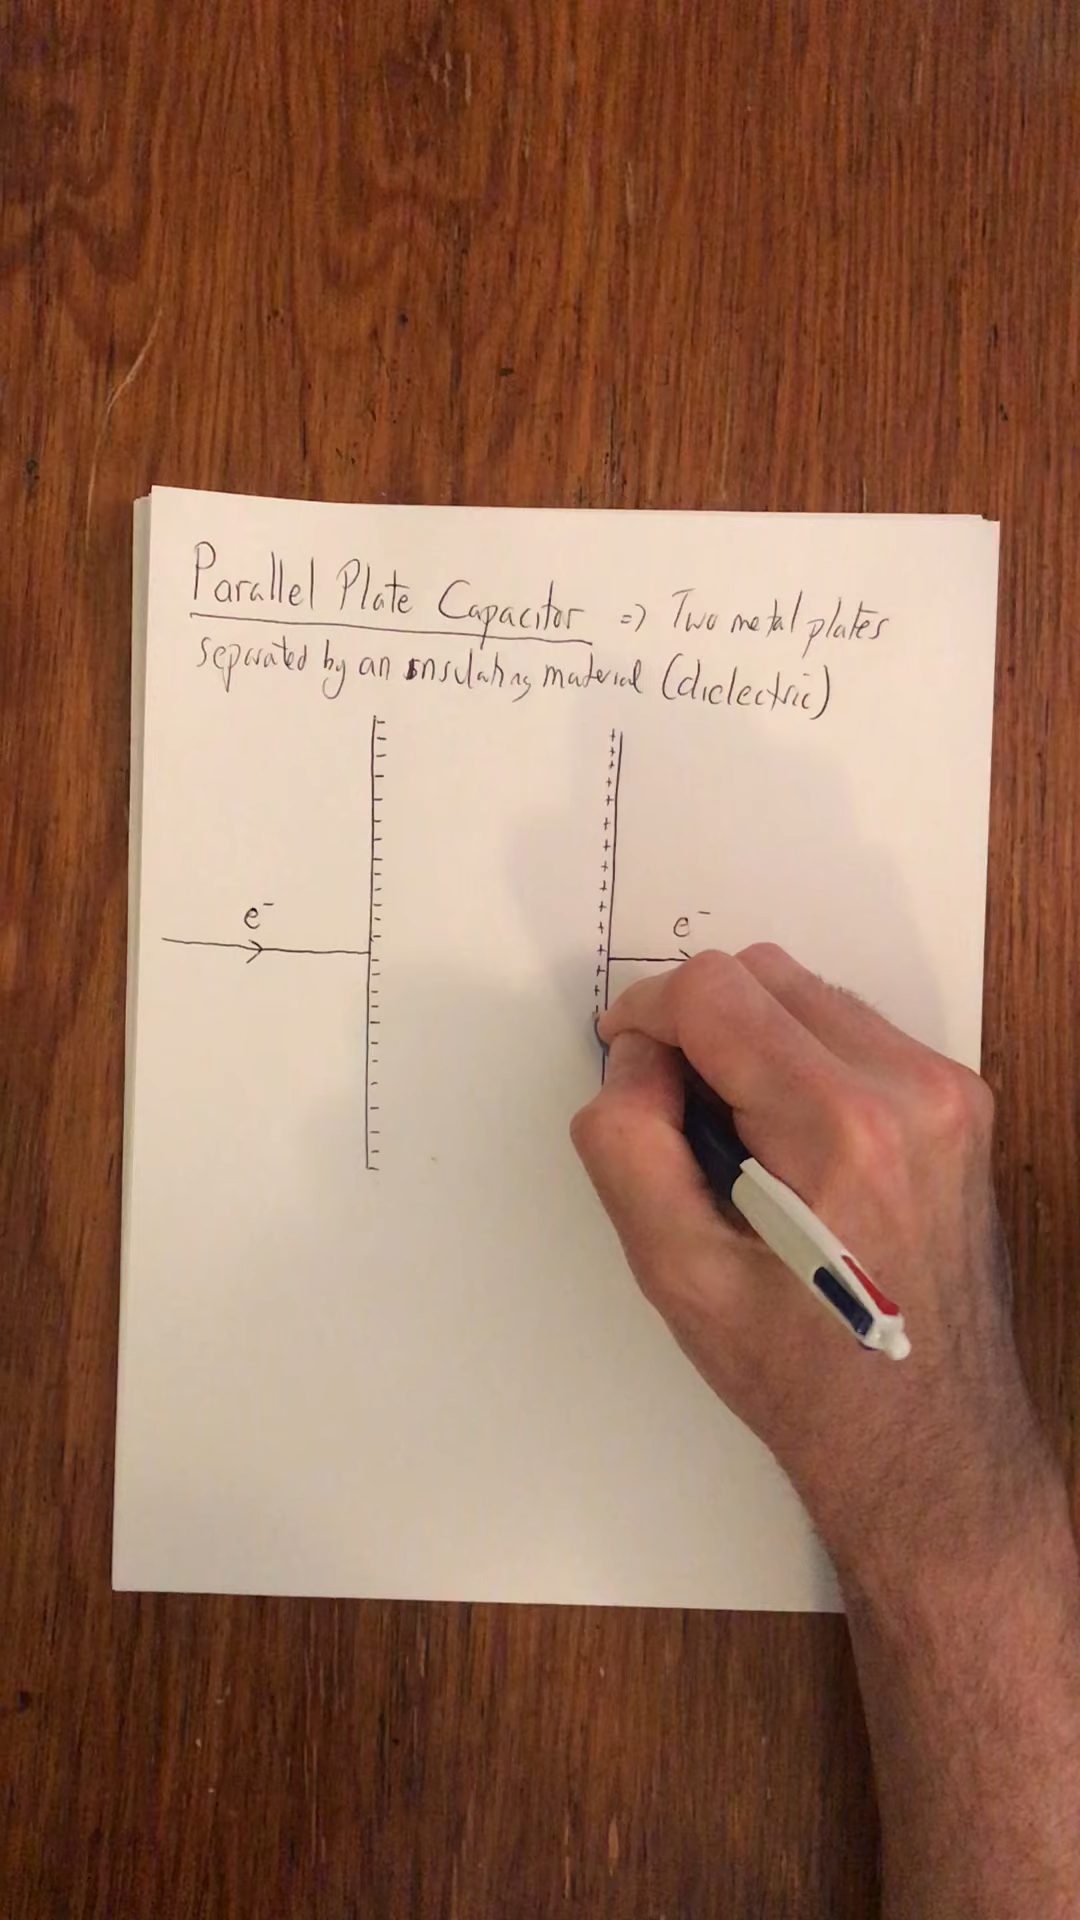 Parallel Plate Capacitor => Two metal plates
separated by an insulating material (dielectric)
e⁻
e⁻